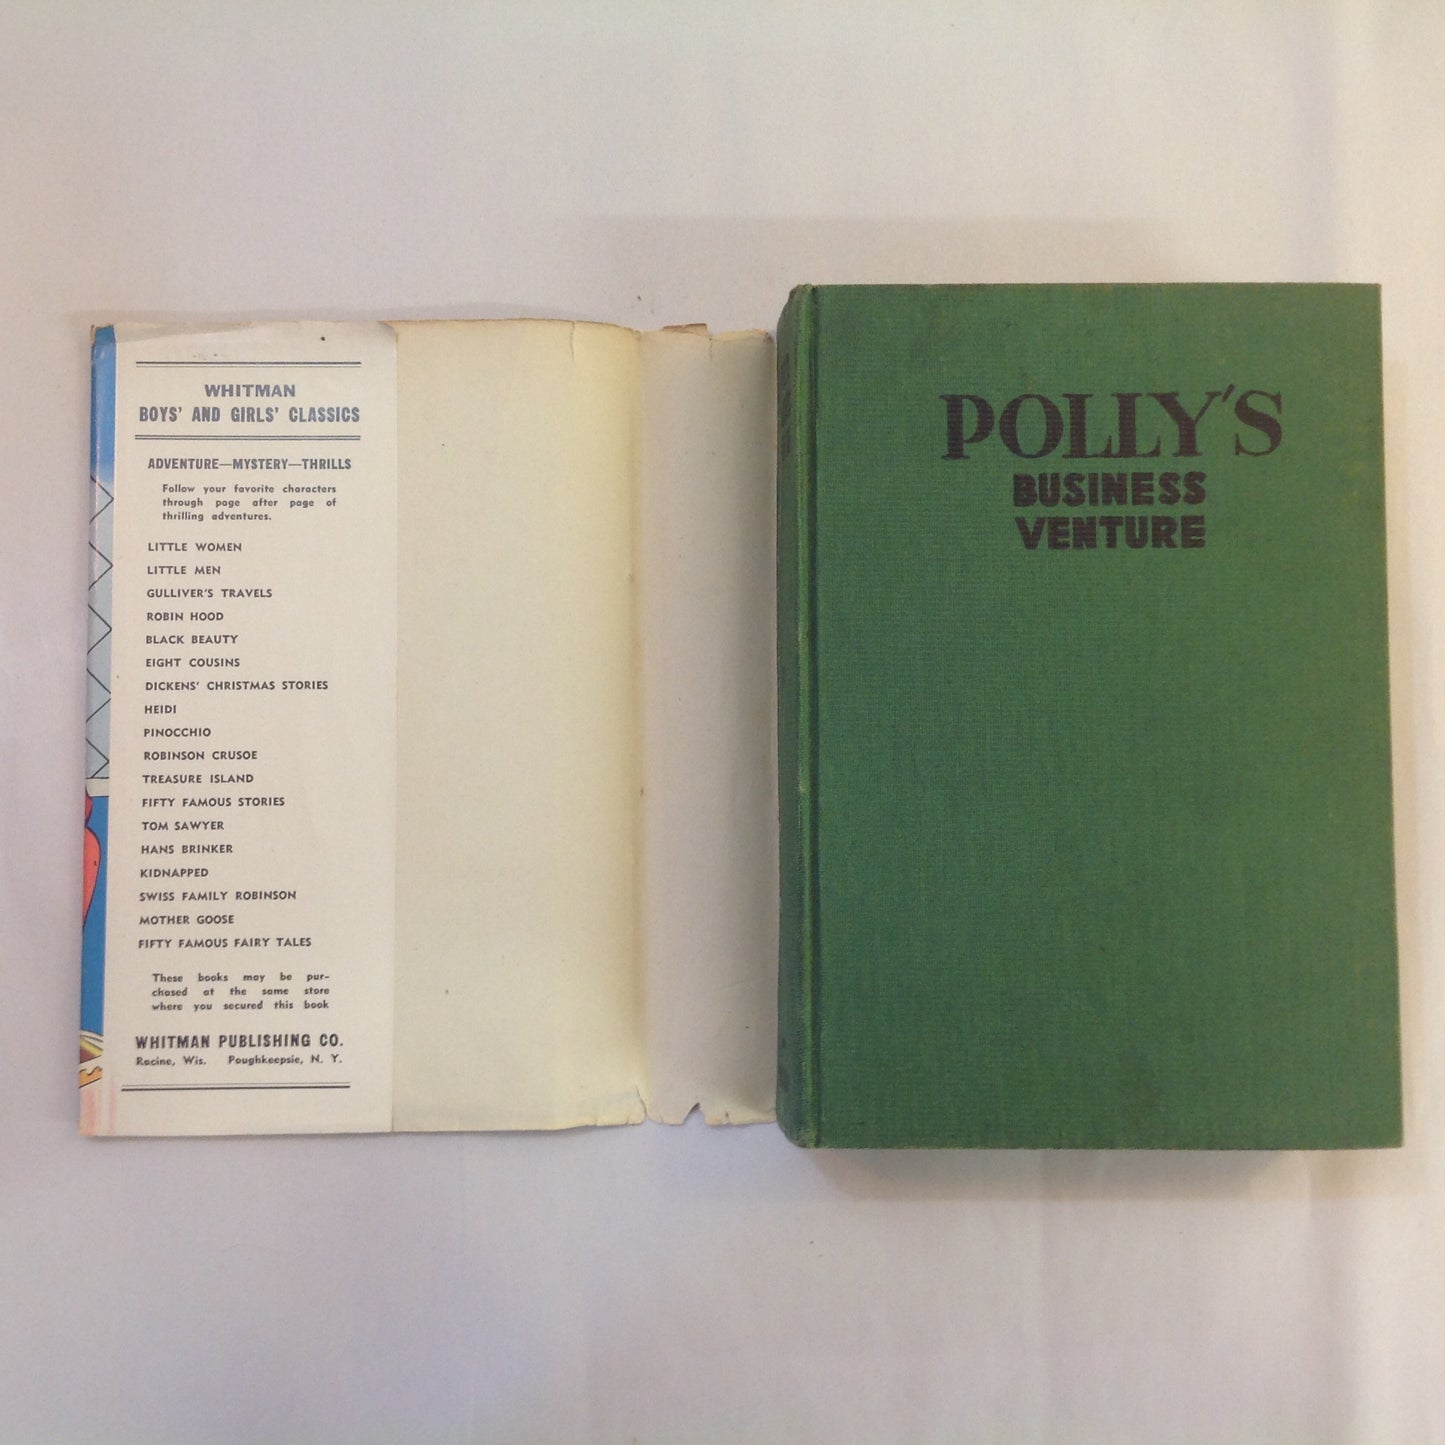 WHITMAN
BOYS' AND GIRLS' CLASSICS
ADVENTURE—MYSTERY—THRILLS
Follow your favorite characters
through page after page of
thrilling adventures.
LITTLE WOMEN
LITTLE MEN
GULLIVER'S TRAVELS
ROBIN HOOD
BLACK BEAUTY
EIGHT COUSINS
DICKENS' CHRISTMAS STORIES
HEIDI
PINOCCHIO
ROBINSON CRUSOE
TREASURE ISLAND
FIFTY FAMOUS STORIES
TOM SAWYER
HANS BRINKER
KIDNAPPED
SWISS FAMILY ROBINSON
MOTHER GOOSE
FIFTY FAMOUS FAIRY TALES
These books may be pur-
chased at the same store
where you secured this book
WHITMAN PUBLISHING CO.
Racine, Wis. Poughkeepsie, N. Y.
POLLY'S
BUSINESS
VENTURE